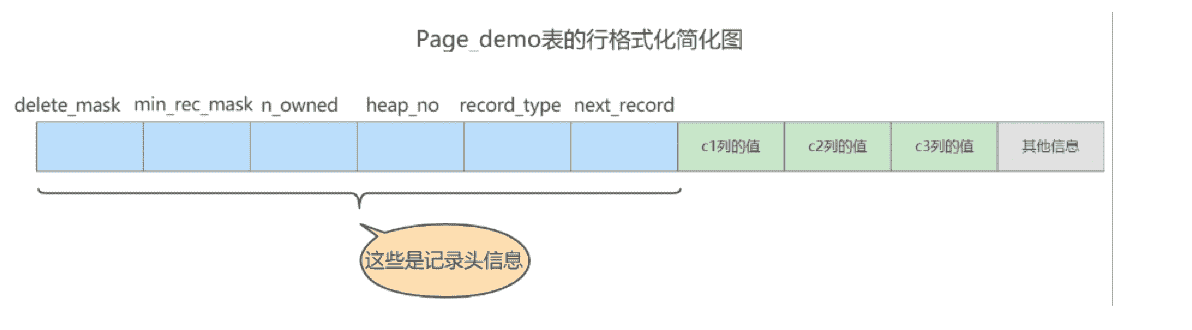 Page_demo表的行格式化简化图
delete_mask min_rec_mask n_owned heap_no record_type next_record
c1列的值 c2列的值 c3列的值 其他信息
这些是记录头信息